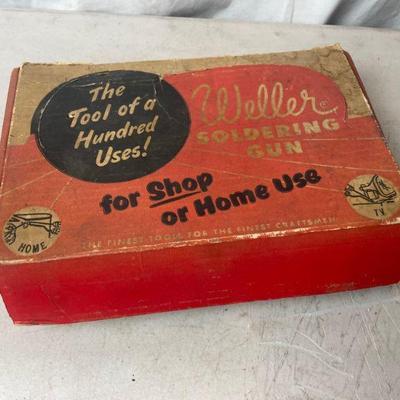 The
Tool of a
Hundred
Uses!
Weller
SOLDERING
GUN
for Shop
or Home Use
HOME
TV
THE FINEST TOOLS FOR THE FINEST CRAFTSMEN